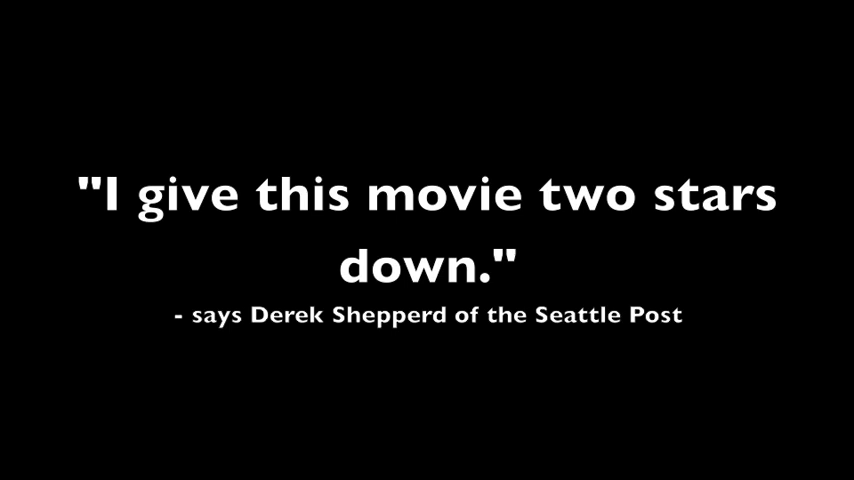 "I give this movie two stars
down."
- says Derek Shepperd of the Seattle Post